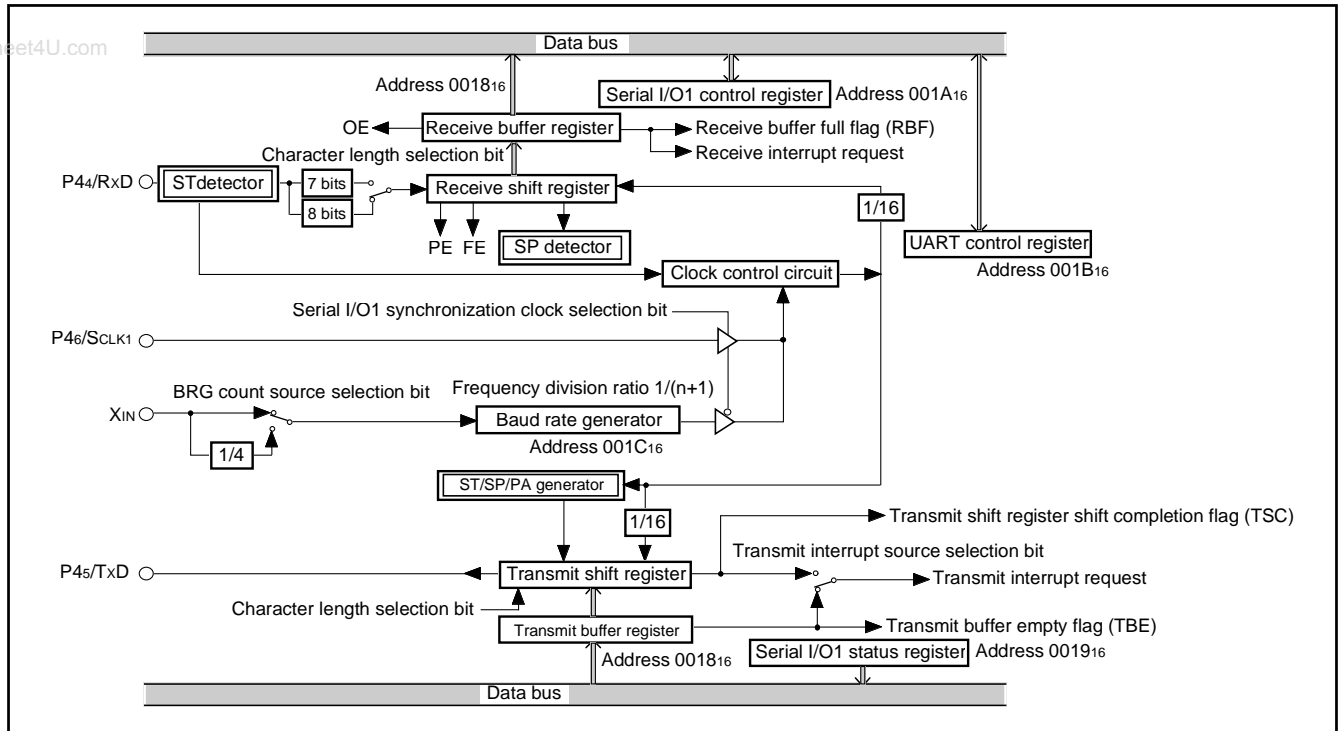 eet4U.com
Data bus
Address 0018₁₆
Serial I/O1 control register
Address 001A₁₆
OE
Receive buffer register
Receive buffer full flag (RBF)
Receive interrupt request
Character length selection bit
P4₄/RxD
STdetector
7 bits
8 bits
Receive shift register
1/16
PE
FE
SP detector
UART control register
Address 001B₁₆
Clock control circuit
Serial I/O1 synchronization clock selection bit
P4₆/SCLK1
BRG count source selection bit
Frequency division ratio 1/(n+1)
XIN
Baud rate generator
1/4
Address 001C₁₆
ST/SP/PA generator
1/16
Transmit shift register shift completion flag (TSC)
Transmit interrupt source selection bit
P4₅/TxD
Transmit shift register
Transmit interrupt request
Character length selection bit
Transmit buffer register
Transmit buffer empty flag (TBE)
Address 0018₁₆
Serial I/O1 status register
Address 0019₁₆
Data bus